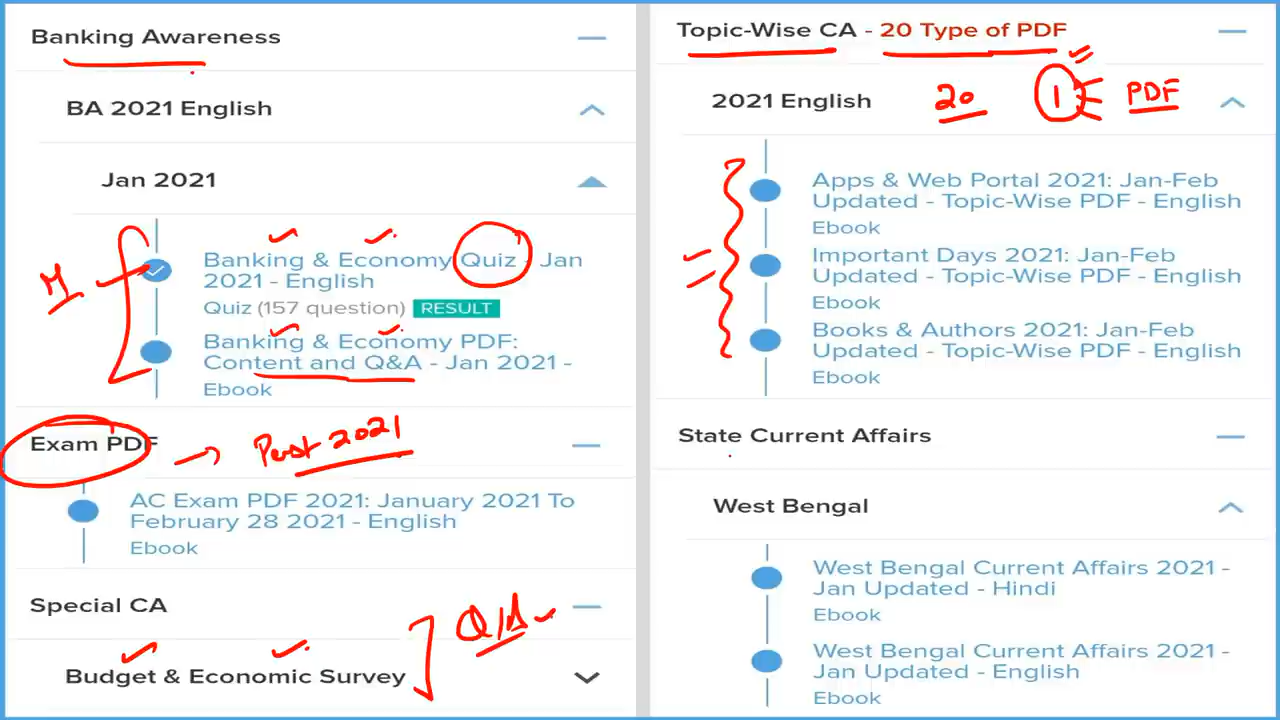 Banking Awareness
BA 2021 English
Jan 2021
M
Banking & Economy Quiz - Jan
2021 - English
Quiz (157 question) RESULT
Banking & Economy PDF:
Content and Q&A - Jan 2021 -
Ebook
Exam PDF
→ Past 2021
AC Exam PDF 2021: January 2021 To
February 28 2021 - English
Ebook
Special CA
Q/A
Budget & Economic Survey
Topic-Wise CA - 20 Type of PDF
2021 English 20 1 PDF
Apps & Web Portal 2021: Jan-Feb
Updated - Topic-Wise PDF - English
Ebook
Important Days 2021: Jan-Feb
Updated - Topic-Wise PDF - English
Ebook
Books & Authors 2021: Jan-Feb
Updated - Topic-Wise PDF - English
Ebook
State Current Affairs
West Bengal
West Bengal Current Affairs 2021 -
Jan Updated - Hindi
Ebook
West Bengal Current Affairs 2021 -
Jan Updated - English
Ebook